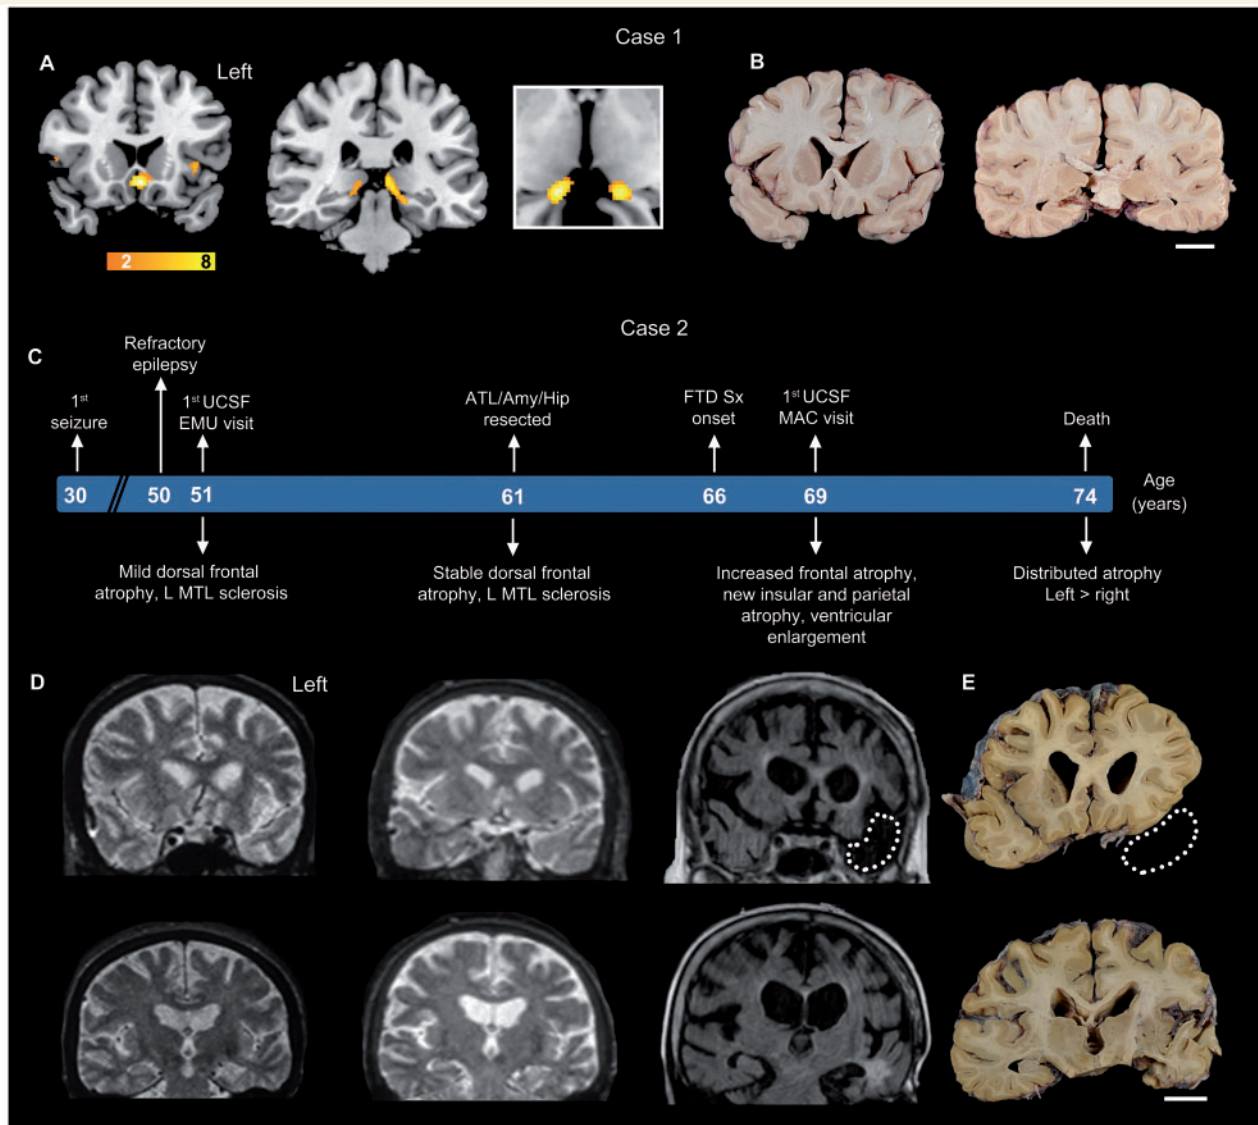 Case 1
A
Left
B
2
8
Case 2
C
Refractory
epilepsy
1st
seizure
1st UCSF
EMU visit
ATL/Amy/Hip
resected
FTD Sx
onset
1st UCSF
MAC visit
Death
30
50
51
61
66
69
74
Age
(years)
Mild dorsal frontal
atrophy, L MTL sclerosis
Stable dorsal frontal
atrophy, L MTL sclerosis
Increased frontal atrophy,
new insular and parietal
atrophy, ventricular
enlargement
Distributed atrophy
Left > right
D
Left
E